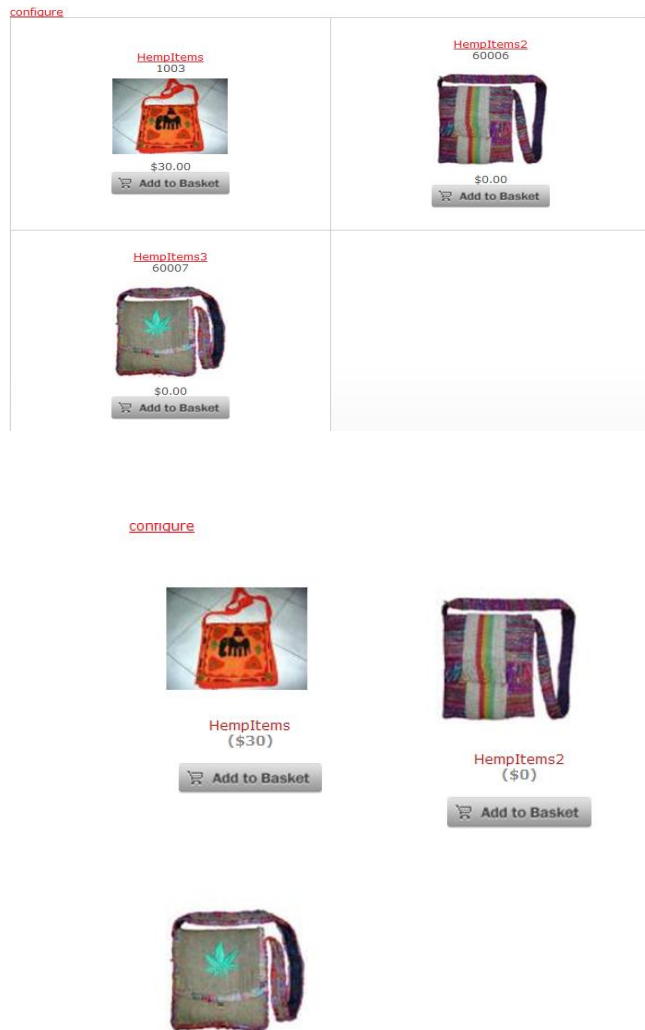 configure
HempItems
1003
$30.00
Add to Basket
HempItems2
60006
$0.00
Add to Basket
HempItems3
60007
$0.00
Add to Basket
configure
HempItems
($30)
Add to Basket
HempItems2
($0)
Add to Basket